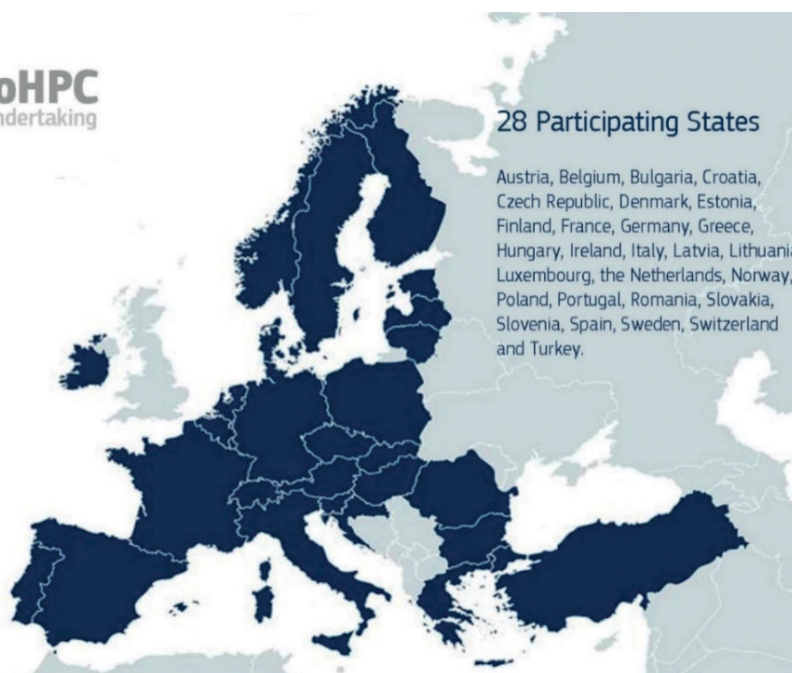 oHPC
ndertaking
28 Participating States
Austria, Belgium, Bulgaria, Croatia,
Czech Republic, Denmark, Estonia,
Finland, France, Germany, Greece,
Hungary, Ireland, Italy, Latvia, Lithuania
Luxembourg, the Netherlands, Norway,
Poland, Portugal, Romania, Slovakia,
Slovenia, Spain, Sweden, Switzerland
and Turkey.